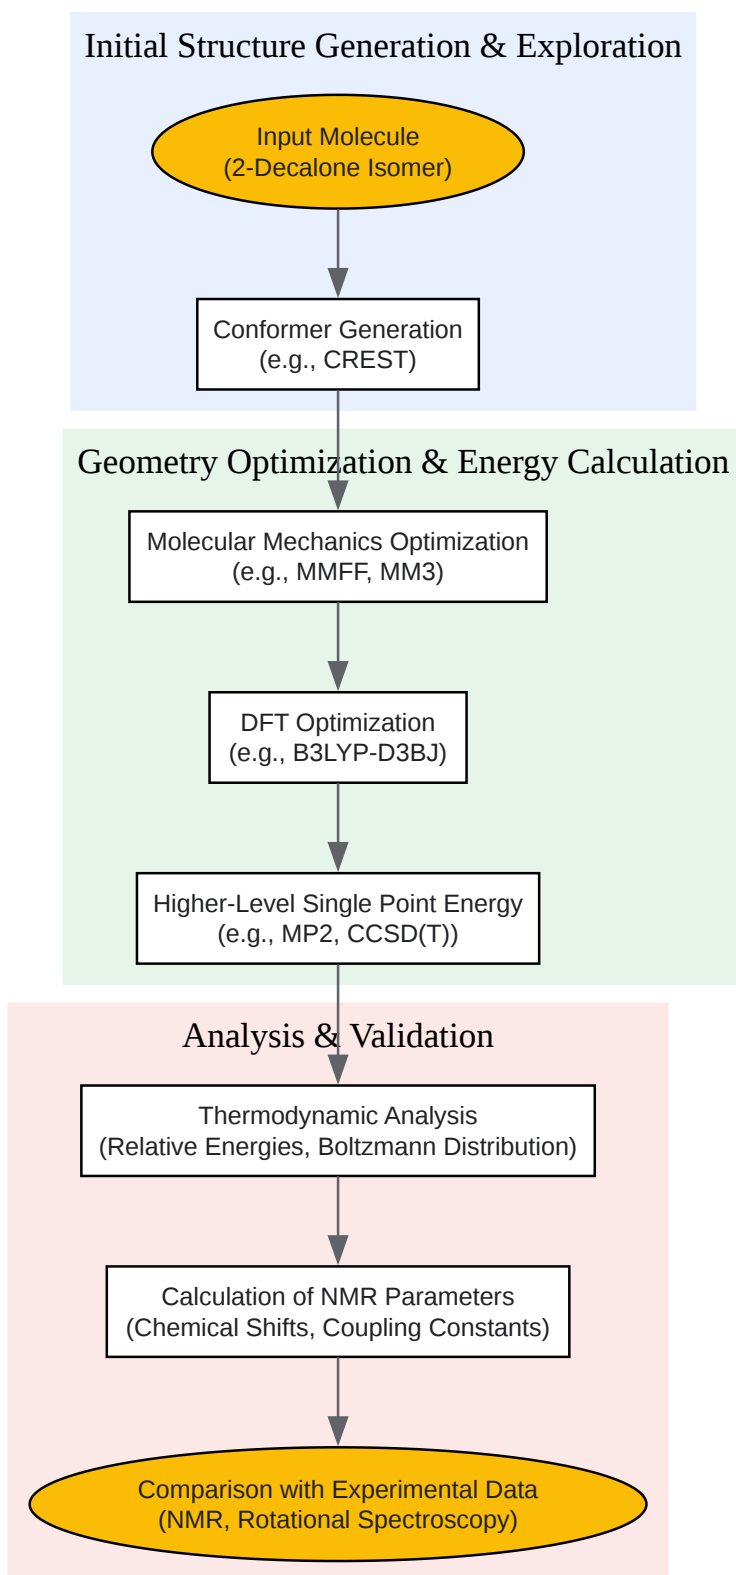 Initial Structure Generation & Exploration
Input Molecule
(2-Decalone Isomer)
Conformer Generation
(e.g., CREST)
Geometry Optimization & Energy Calculation
Molecular Mechanics Optimization
(e.g., MMFF, MM3)
DFT Optimization
(e.g., B3LYP-D3BJ)
Higher-Level Single Point Energy
(e.g., MP2, CCSD(T))
Analysis & Validation
Thermodynamic Analysis
(Relative Energies, Boltzmann Distribution)
Calculation of NMR Parameters
(Chemical Shifts, Coupling Constants)
Comparison with Experimental Data
(NMR, Rotational Spectroscopy)